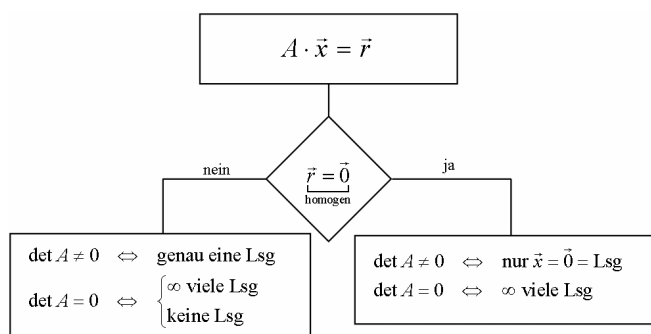 A · x⃗ = r⃗
nein
r⃗ = 0⃗
homogen
ja
det A ≠ 0 ⇔ genau eine Lsg
det A = 0 ⇔ { ∞ viele Lsg
keine Lsg
det A ≠ 0 ⇔ nur x⃗ = 0⃗ = Lsg
det A = 0 ⇔ ∞ viele Lsg